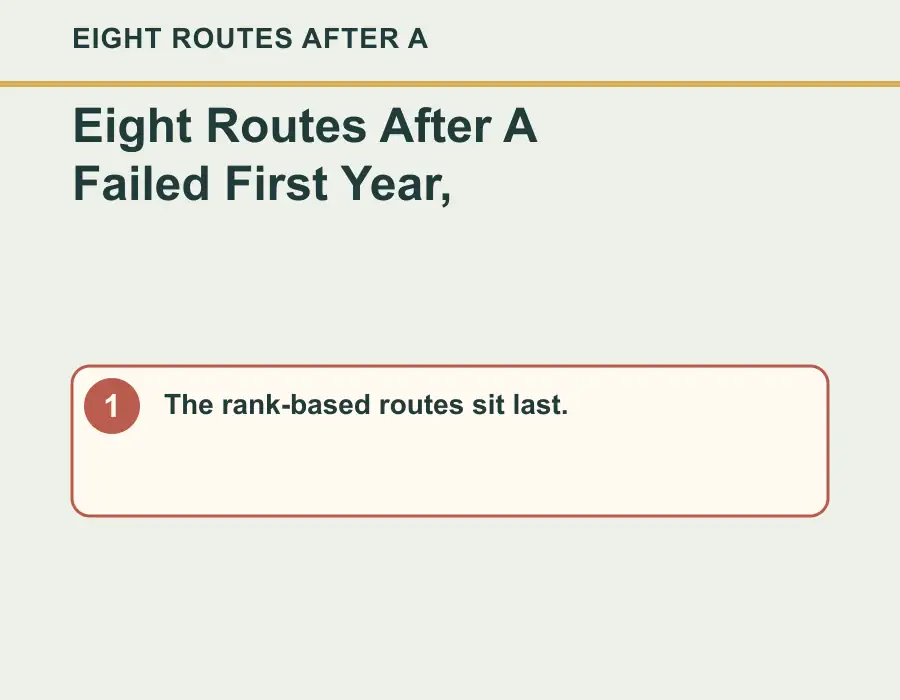 EIGHT ROUTES AFTER A
Eight Routes After A
Failed First Year,
1
The rank-based routes sit last.